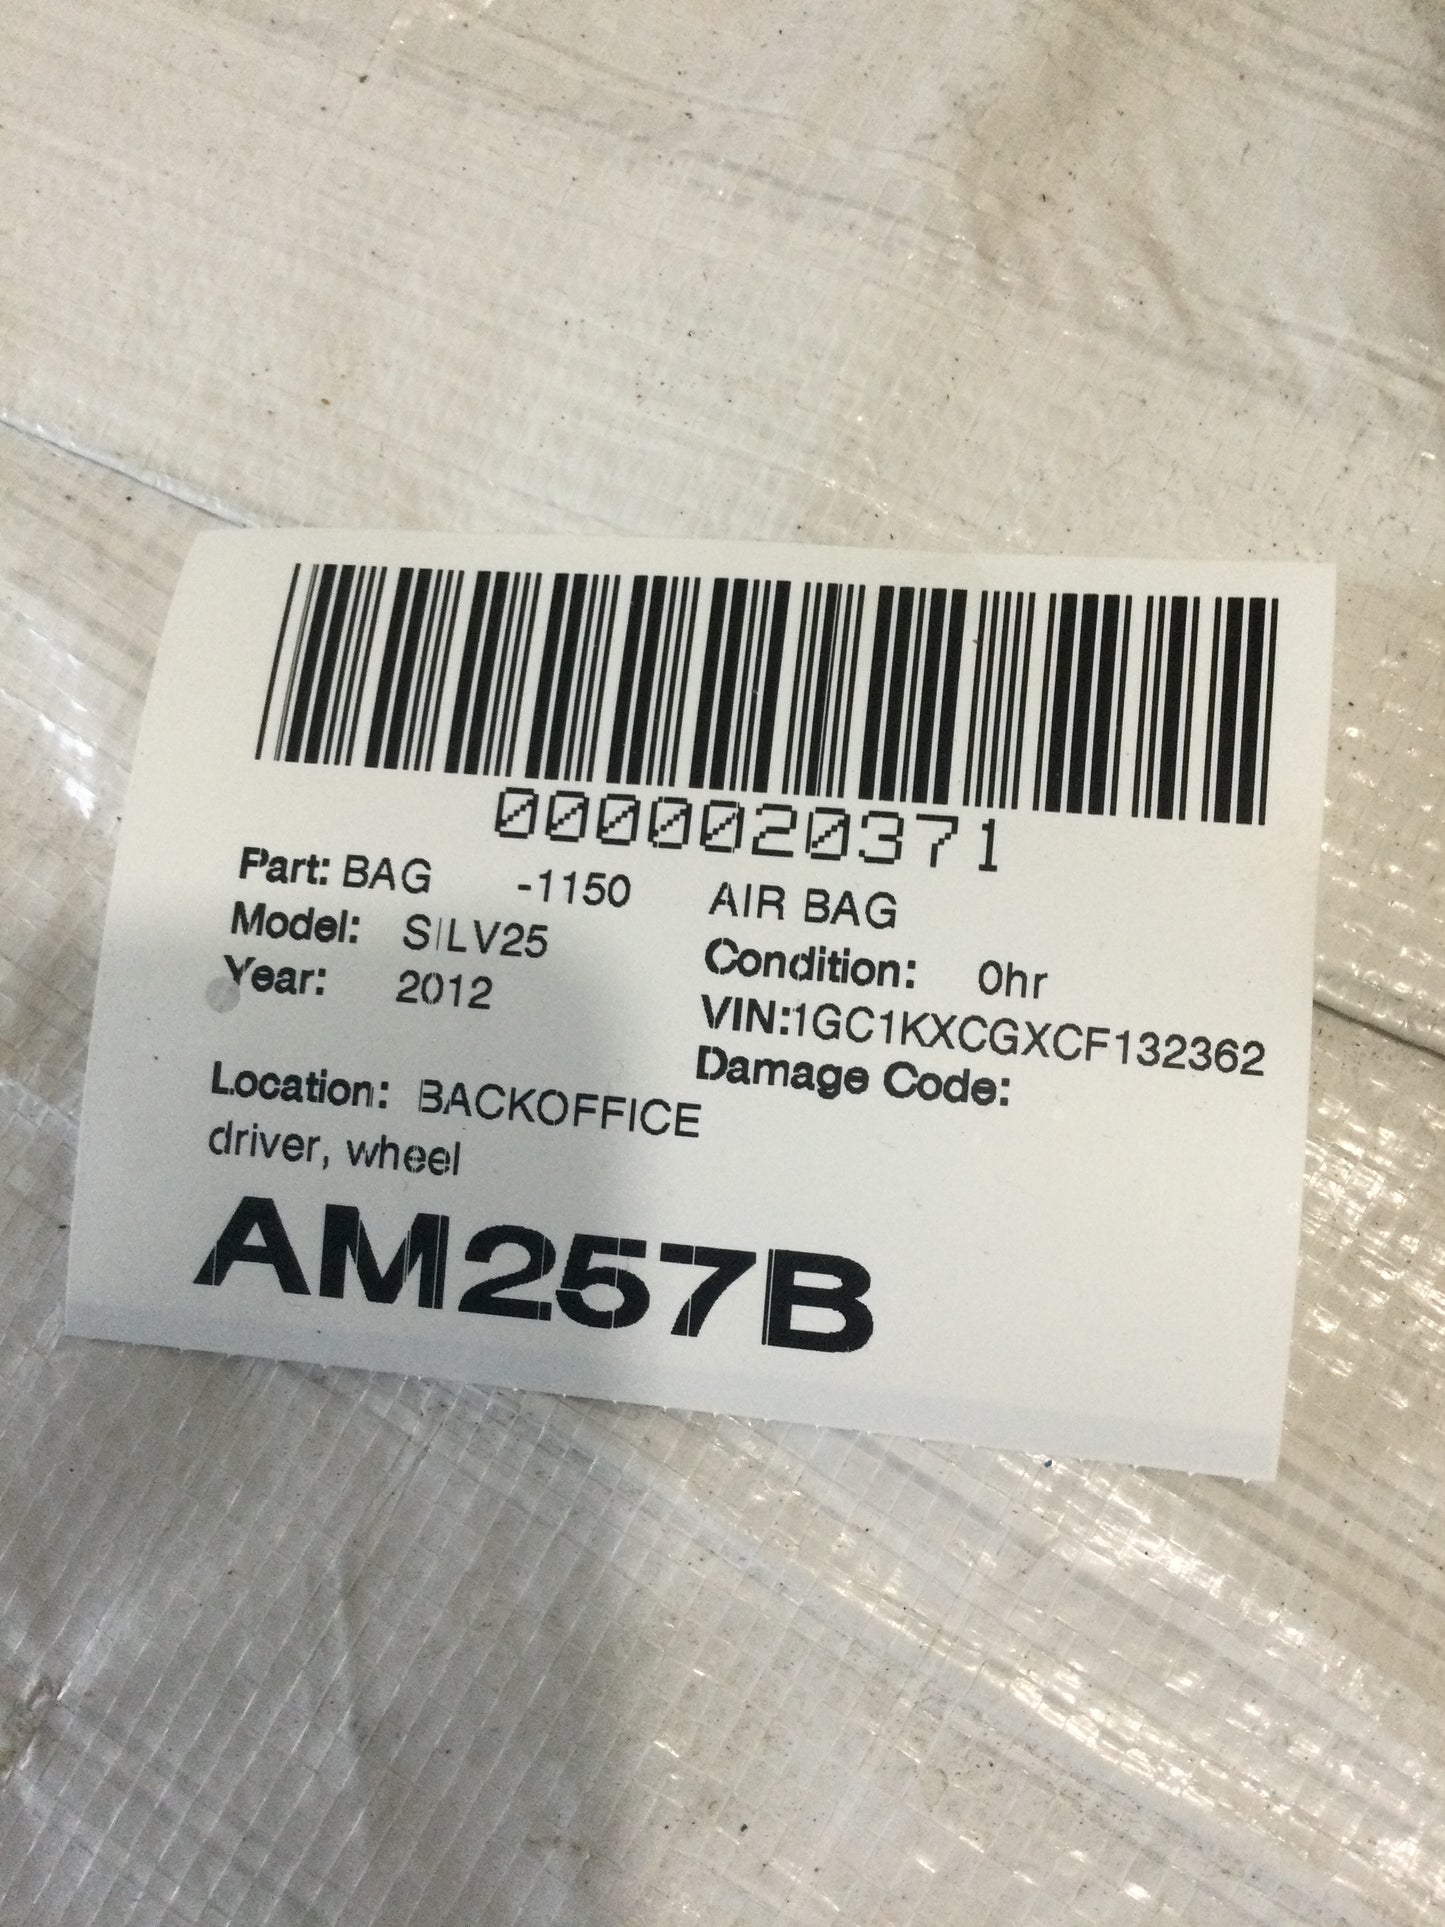 0000020371
Part: BAG -1150 AIR BAG
Model: SILV25 Condition: 0hr
Year: 2012 VIN:1GC1KXCGXCF132362
Damage Code:
Location: BACKOFFICE
driver, wheel
AM257B